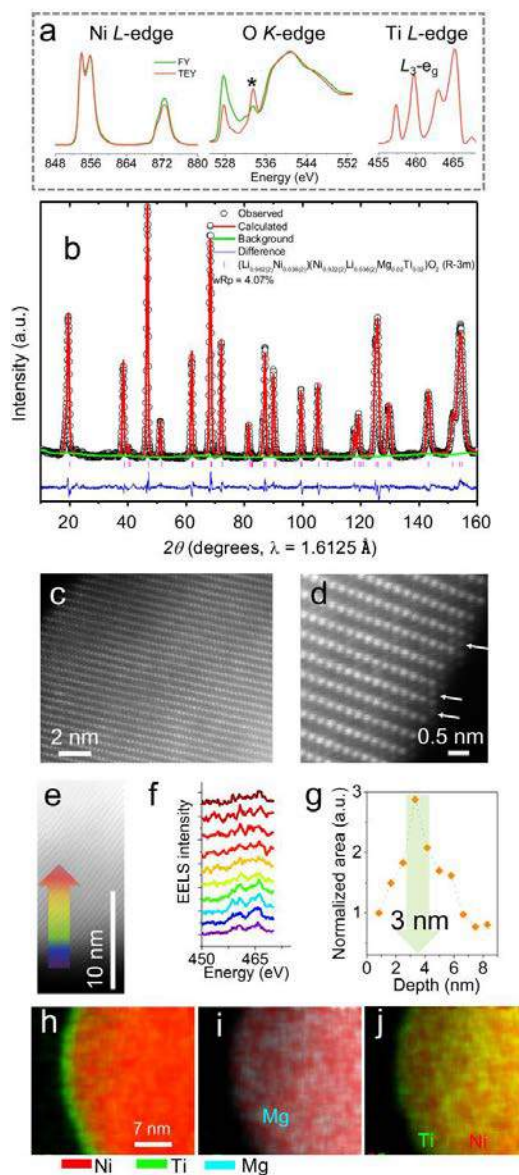 a
Ni L-edge
O K-edge
Ti L-edge
FY
TEY
*
L3-eg
848 856 864 872 880
528 536 544 552
455 460 465
Energy (eV)
b
Observed
Calculated
Background
Difference
wRp = 4.07%
Intensity (a.u.)
20 40 60 80 100 120 140 160
2θ (degrees, λ = 1.6125 Å)
c
2 nm
d
0.5 nm
e
10 nm
f
EELS intensity
450 465
Energy (eV)
g
Normalized area (a.u.)
3
2
1
3 nm
0 2 4 6 8
Depth (nm)
h
7 nm
i
Mg
j
Ti
Ni
Ni
Ti
Mg